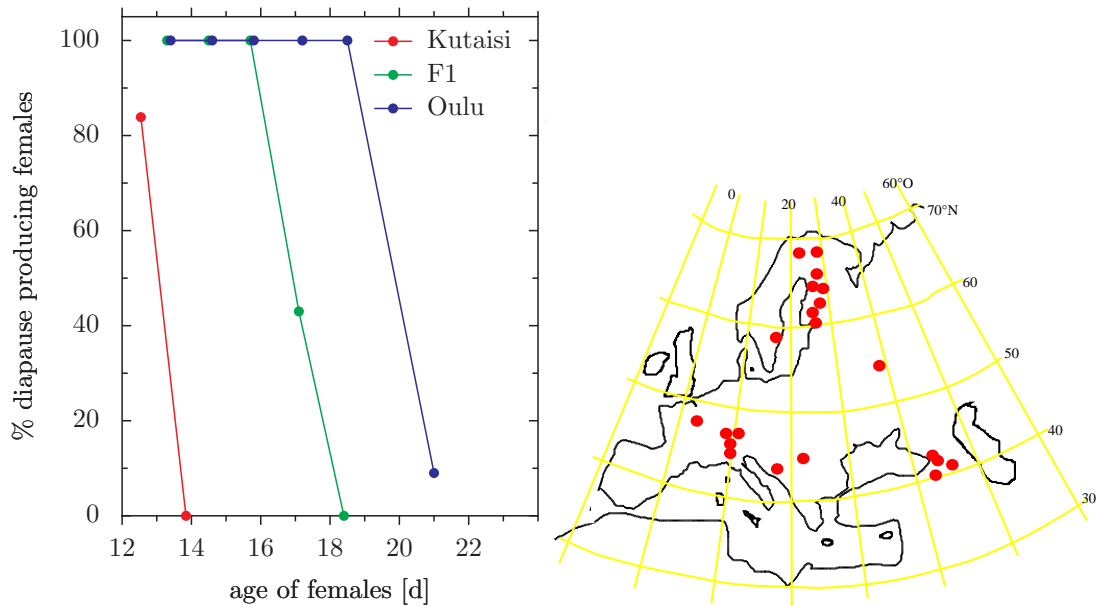 100
80
60
40
20
0
% diapause producing females
12 14 16 18 20 22
age of females [d]
Kutaisi
F1
Oulu
0 20 40 60°O
70°N
60
50
40
30